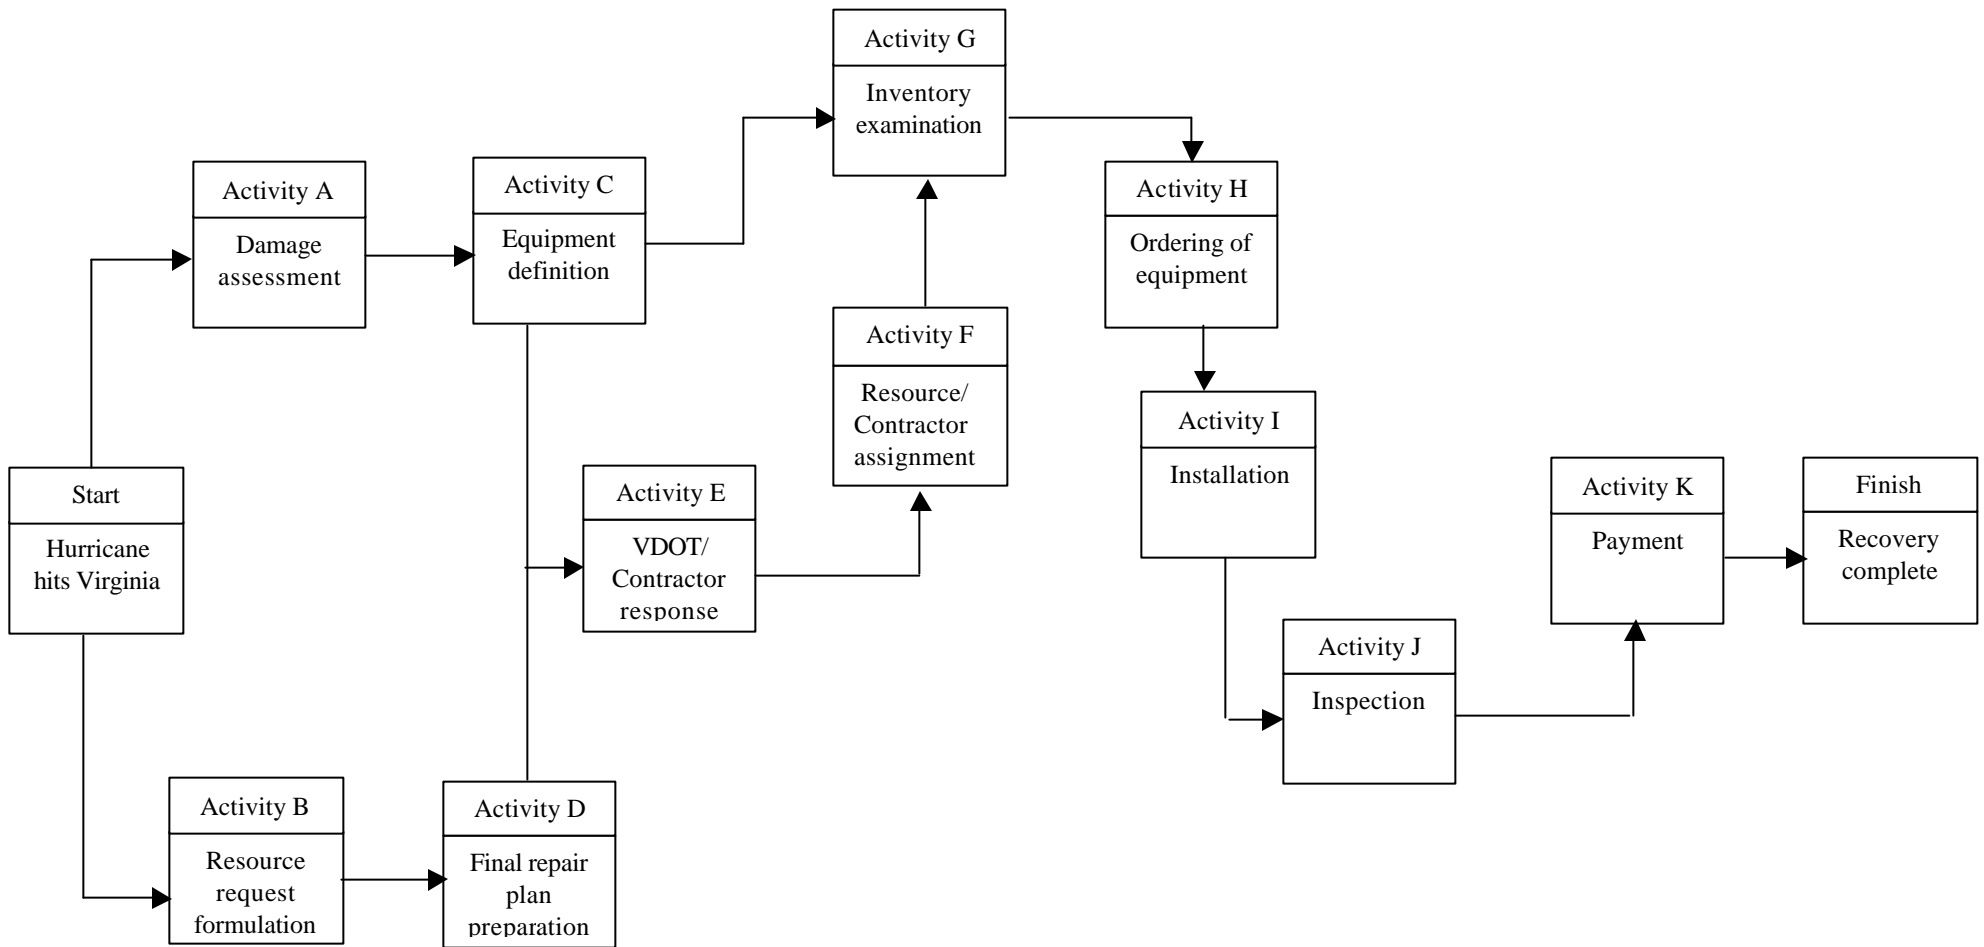 Activity G
Inventory
examination
Activity A
Damage
assessment
Activity C
Equipment
definition
Activity H
Ordering of
equipment
Activity F
Resource/
Contractor
assignment
Activity I
Installation
Start
Hurricane
hits Virginia
Activity E
VDOT/
Contractor
response
Activity K
Payment
Finish
Recovery
complete
Activity J
Inspection
Activity B
Resource
request
formulation
Activity D
Final repair
plan
preparation